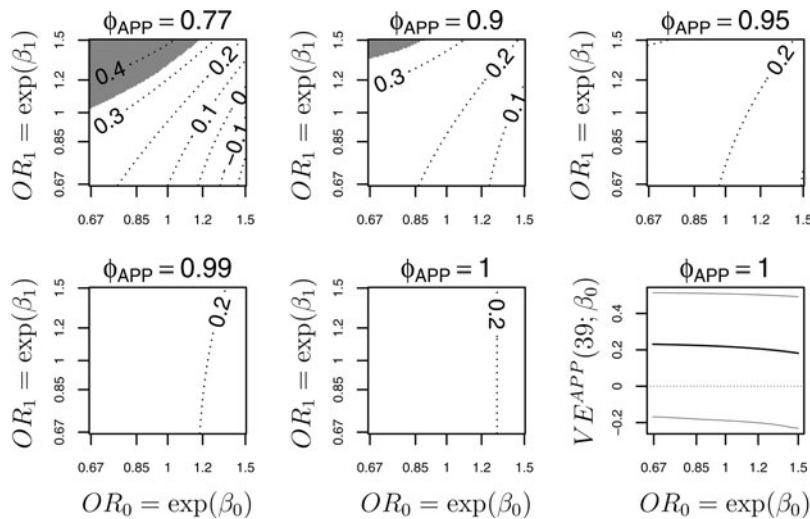 ϕAPP = 0.77
OR1 = exp(β1)
1.5
1.2
1
0.85
0.67
0.4
0.3
0.2
0.1
0
−0.1
0.67 0.85 1 1.2 1.5
ϕAPP = 0.9
OR1 = exp(β1)
1.5
1.2
1
0.85
0.67
0.3
0.2
0.1
0.67 0.85 1 1.2 1.5
ϕAPP = 0.95
OR1 = exp(β1)
1.5
1.2
1
0.85
0.67
0.2
0.67 0.85 1 1.2 1.5
ϕAPP = 0.99
OR1 = exp(β1)
1.5
1.2
1
0.85
0.67
0.2
0.67 0.85 1 1.2 1.5
OR0 = exp(β0)
ϕAPP = 1
OR1 = exp(β1)
1.5
1.2
1
0.85
0.67
0.2
0.67 0.85 1 1.2 1.5
OR0 = exp(β0)
ϕAPP = 1
VE^APP(39; β0)
0.4
0.2
0
−0.2
0.67 0.85 1 1.2 1.5
OR0 = exp(β0)